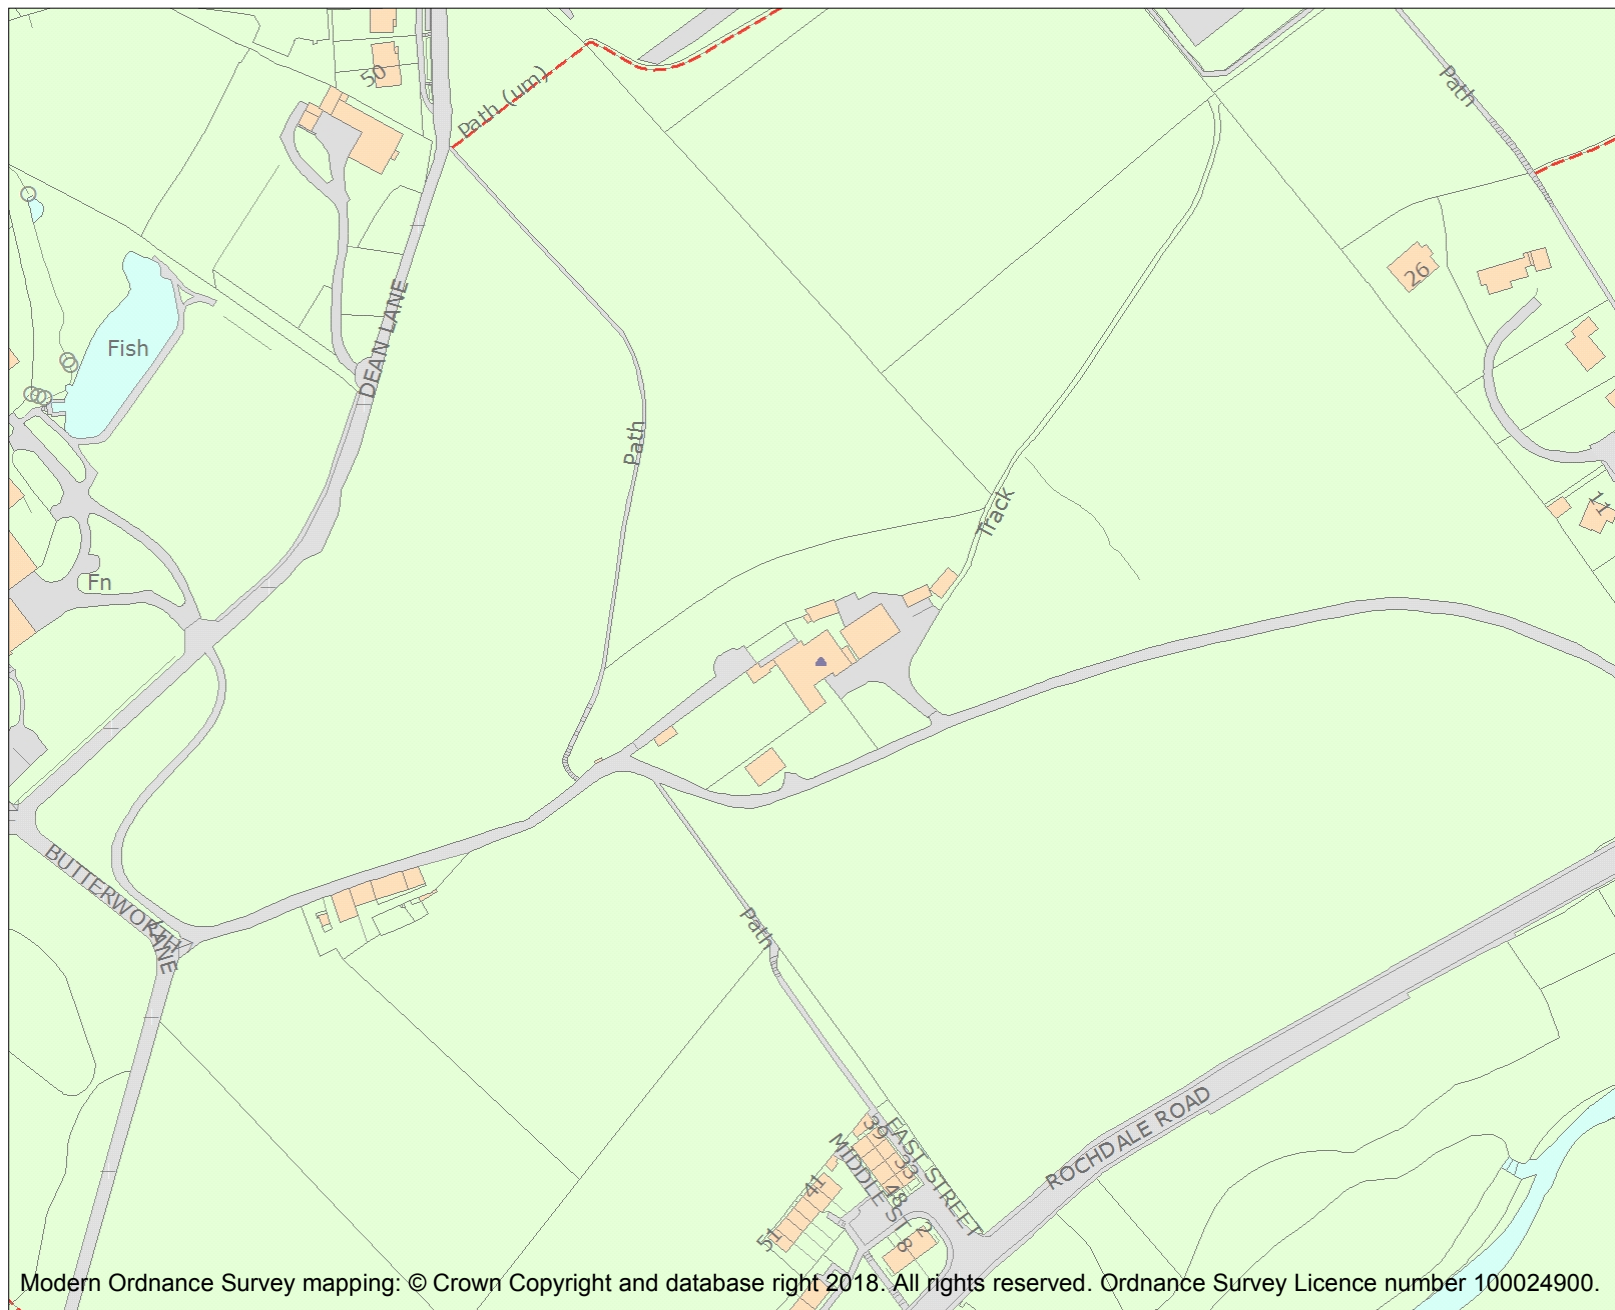 50
Path (um)
Path
26
DEAN LANE
Fish
Path
Track
11
Fn
BUTTERWORTH
LANE
Path
EAST STREET
39
33
MIDDLE ST
48
41
51
2
8
ROCHDALE ROAD
Modern Ordnance Survey mapping: © Crown Copyright and database right 2018. All rights reserved. Ordnance Survey Licence number 100024900.